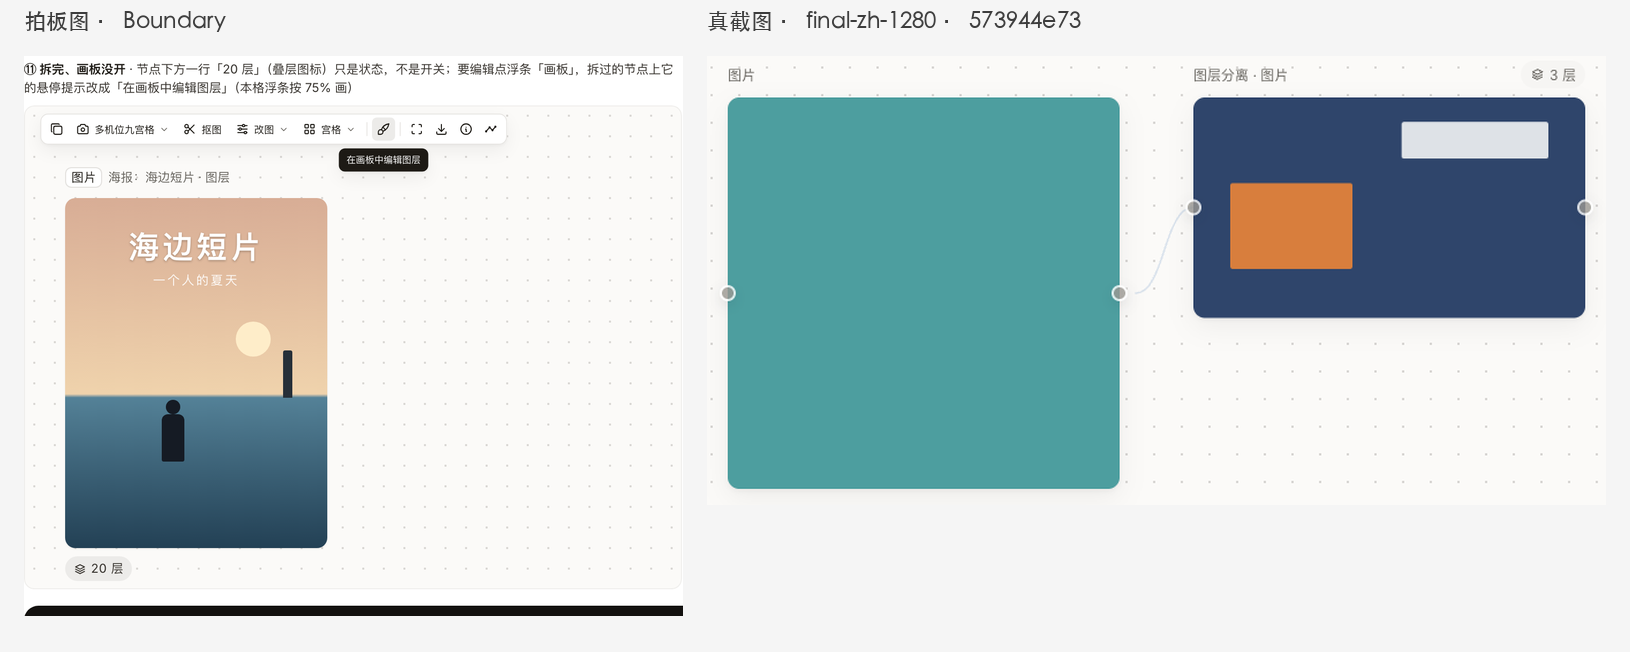 拍板图 · Boundary
⑪ 拆完、画板没开 · 节点下方一行「20 层」(叠层图标) 只是状态，不是开关；要编辑点浮条「画板」，拆过的节点上它
的悬停提示改成「在画板中编辑图层」(本格浮条按 75% 画)
多机位九宫格 抠图 改图 宫格
在画板中编辑图层
图片 海报：海边短片 · 图层
海边短片
一个人的夏天
20 层
真截图 · final-zh-1280 · 573944e73
图片
图层分离 · 图片
3 层